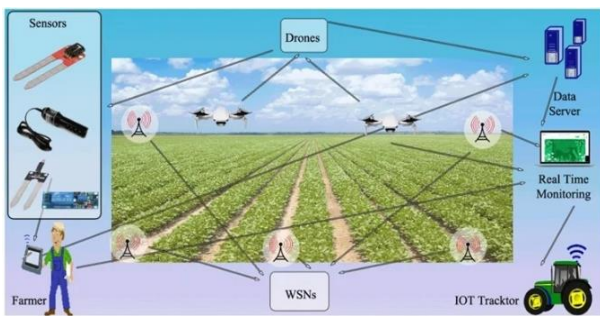 Sensors
Drones
Data
Server
Real Time
Monitoring
Farmer
WSNs
IOT Tracktor